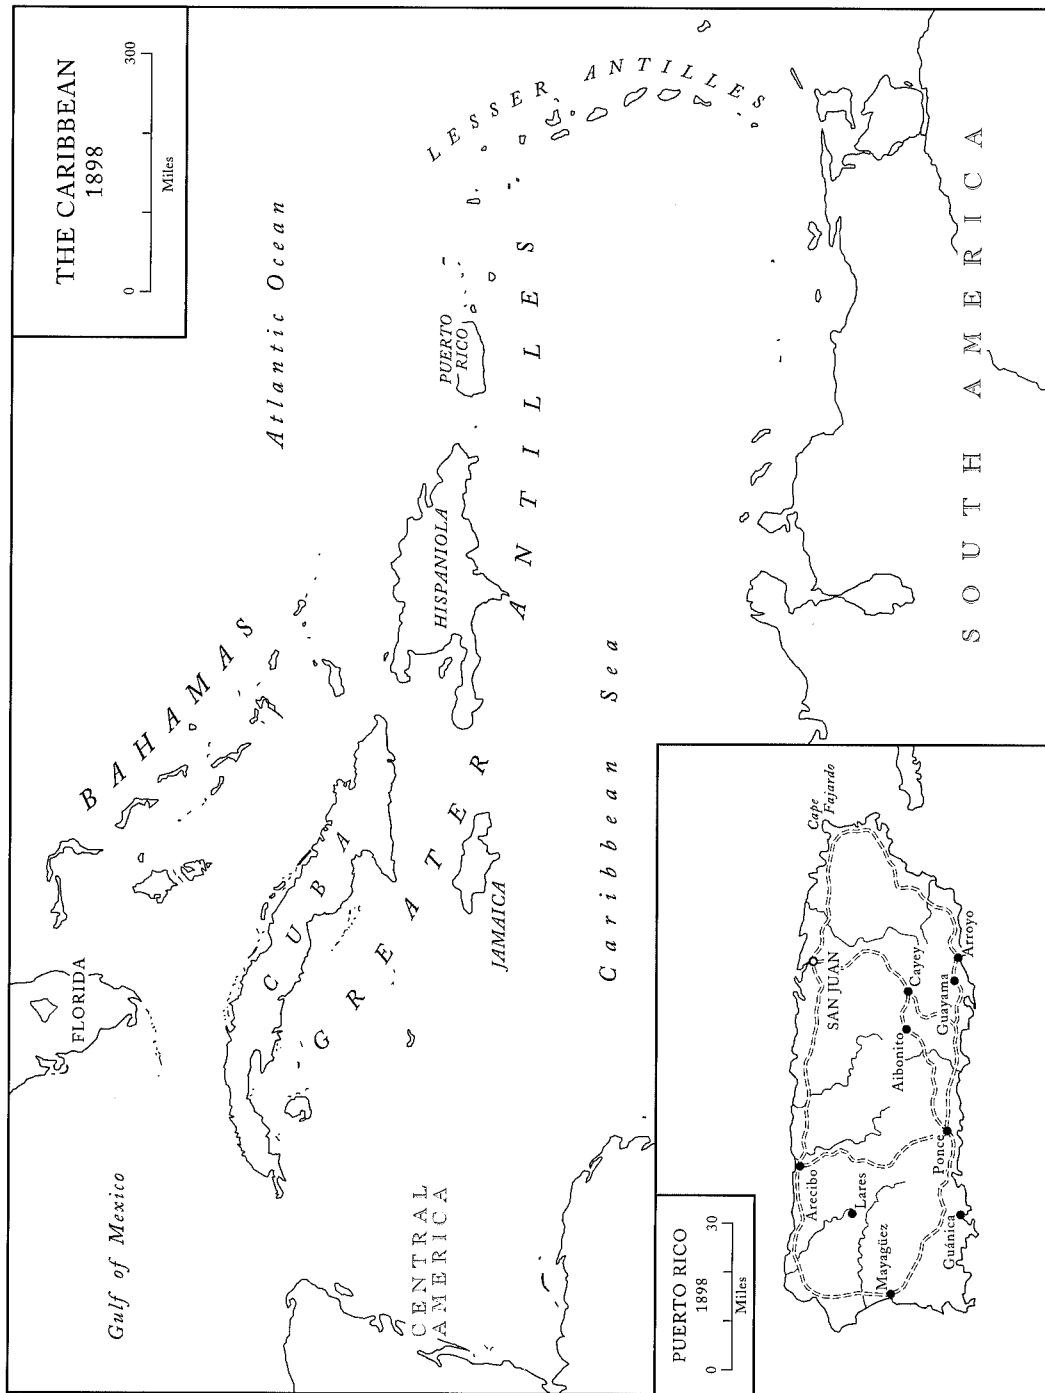 THE CARIBBEAN
1898
0
300
Miles
Gulf of Mexico
FLORIDA
BAHAMAS
Atlantic Ocean
CUBA
GREATER ANTILLES
LESSER ANTILLES
HISPANIOLA
PUERTO
RICO
JAMAICA
CENTRAL
AMERICA
Caribbean Sea
SOUTH AMERICA
PUERTO RICO
1898
0
30
Miles
Arecibo
SAN JUAN
Cape
Fajardo
Lares
Mayagüez
Aibonito
Cayey
Guánica
Ponce
Guayama
Arroyo